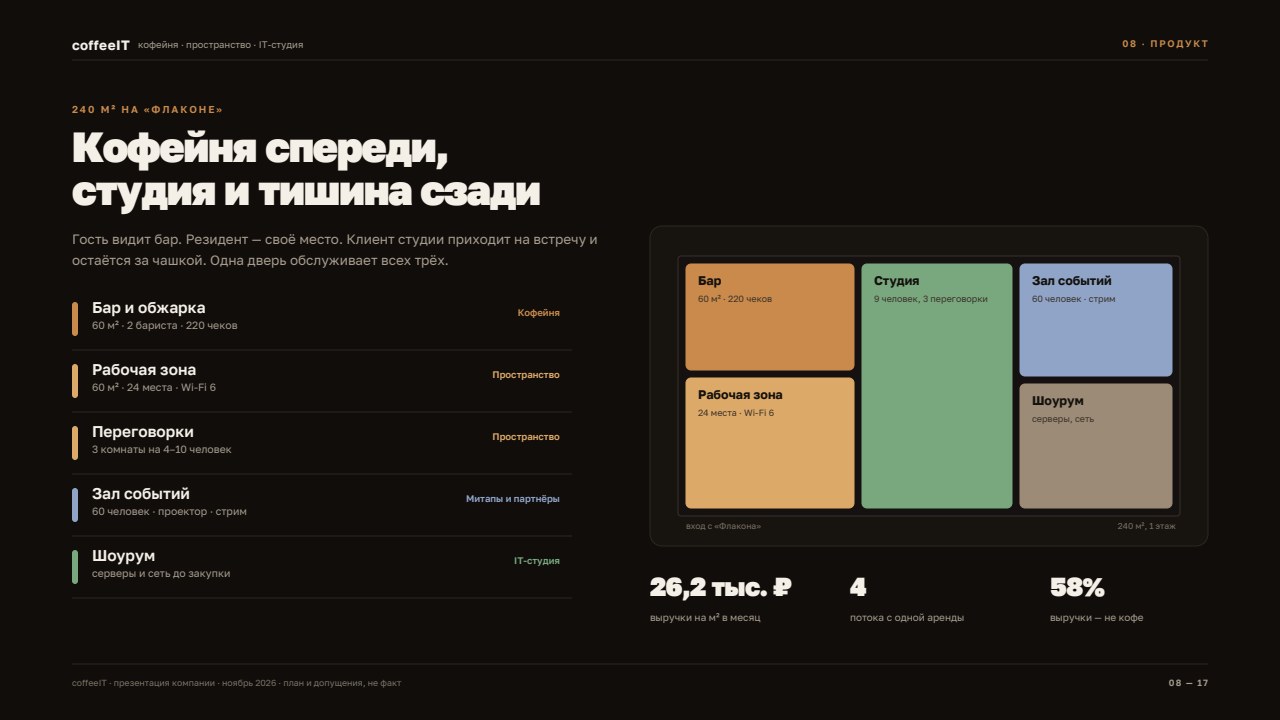 coffeeIT кофейня · пространство · IT-студия
08 · ПРОДУКТ
240 М² НА «ФЛАКОНЕ»
Кофейня спереди,
студия и тишина сзади
Гость видит бар. Резидент — своё место. Клиент студии приходит на встречу и
остаётся за чашкой. Одна дверь обслуживает всех трёх.
Бар и обжарка
60 м² · 2 бариста · 220 чеков
Кофейня
Рабочая зона
60 м² · 24 места · Wi-Fi 6
Пространство
Переговорки
3 комнаты на 4–10 человек
Пространство
Зал событий
60 человек · проектор · стрим
Митапы и партнёры
Шоурум
серверы и сеть до закупки
IT-студия
Бар
60 м² · 220 чеков
Рабочая зона
24 места · Wi-Fi 6
Студия
9 человек, 3 переговорки
Зал событий
60 человек · стрим
Шоурум
серверы, сеть
вход с «Флакона»
240 м², 1 этаж
26,2 тыс. ₽
выручки на м² в месяц
4
потока с одной аренды
58%
выручки — не кофе
coffeeIT · презентация компании · ноябрь 2026 · план и допущения, не факт
08 — 17